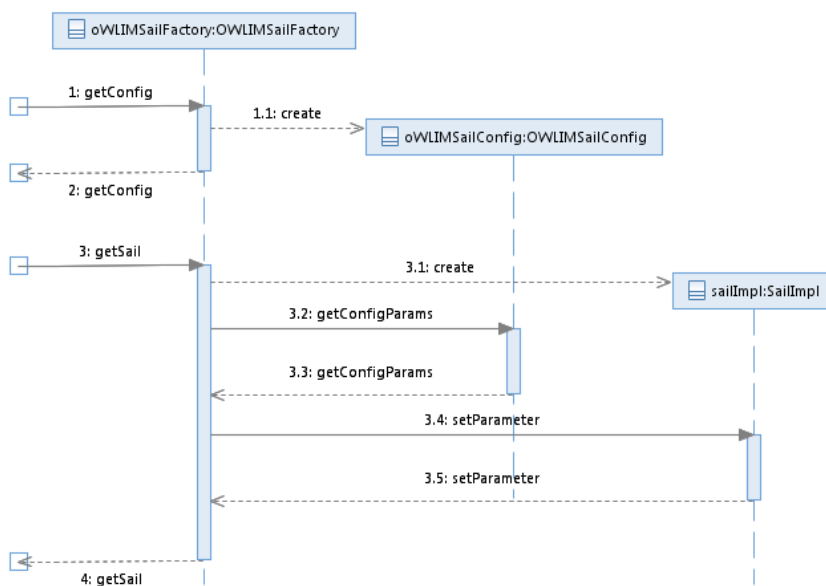 oWLIMSailFactory:OWLIMSailFactory
1: getConfig
1.1: create
oWLIMSailConfig:OWLIMSailConfig
2: getConfig
3: getSail
3.1: create
sailImpl:SailImpl
3.2: getConfigParams
3.3: getConfigParams
3.4: setParameter
3.5: setParameter
4: getSail